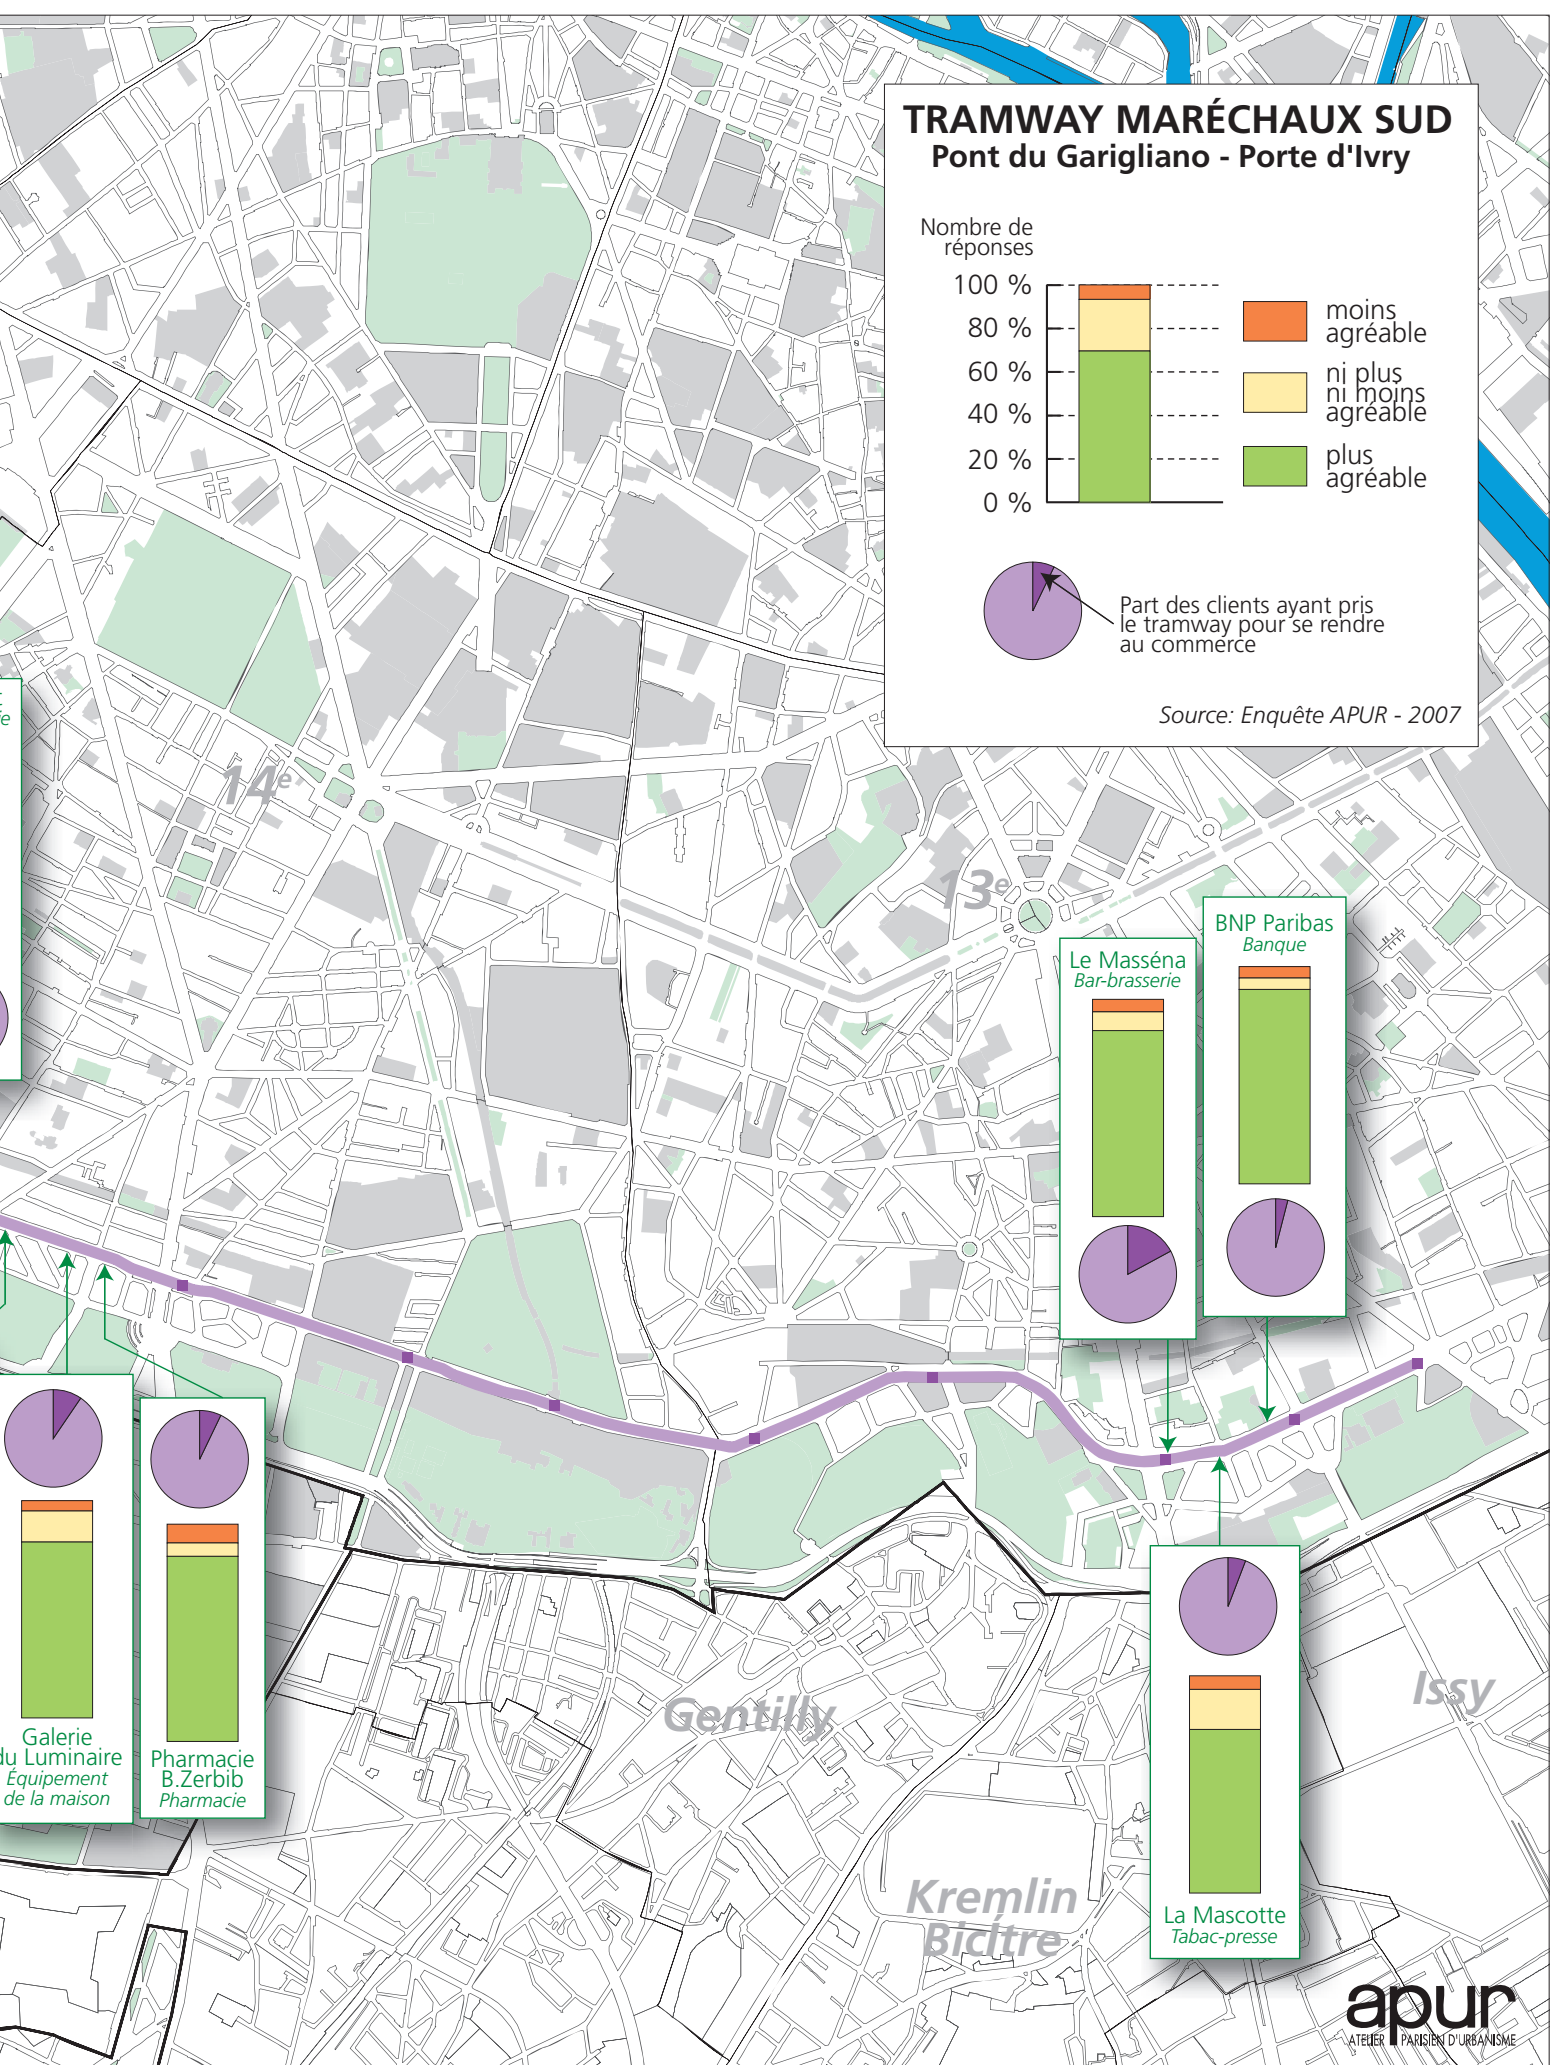 TRAMWAY MARÉCHAUX SUD
Pont du Garigliano - Porte d'Ivry
Nombre de
réponses
100 %
80 %
60 %
40 %
20 %
0 %
moins
agréable
ni plus
ni moins
agréable
plus
agréable
Part des clients ayant pris
le tramway pour se rendre
au commerce
Source: Enquête APUR - 2007
14e
13e
BNP Paribas
Banque
Le Masséna
Bar-brasserie
Galerie
du Luminaire
Équipement
de la maison
Pharmacie
B.Zerbib
Pharmacie
Gentilly
Issy
Kremlin
Bicître
La Mascotte
Tabac-presse
apur
ATELIER PARISIEN D'URBANISME